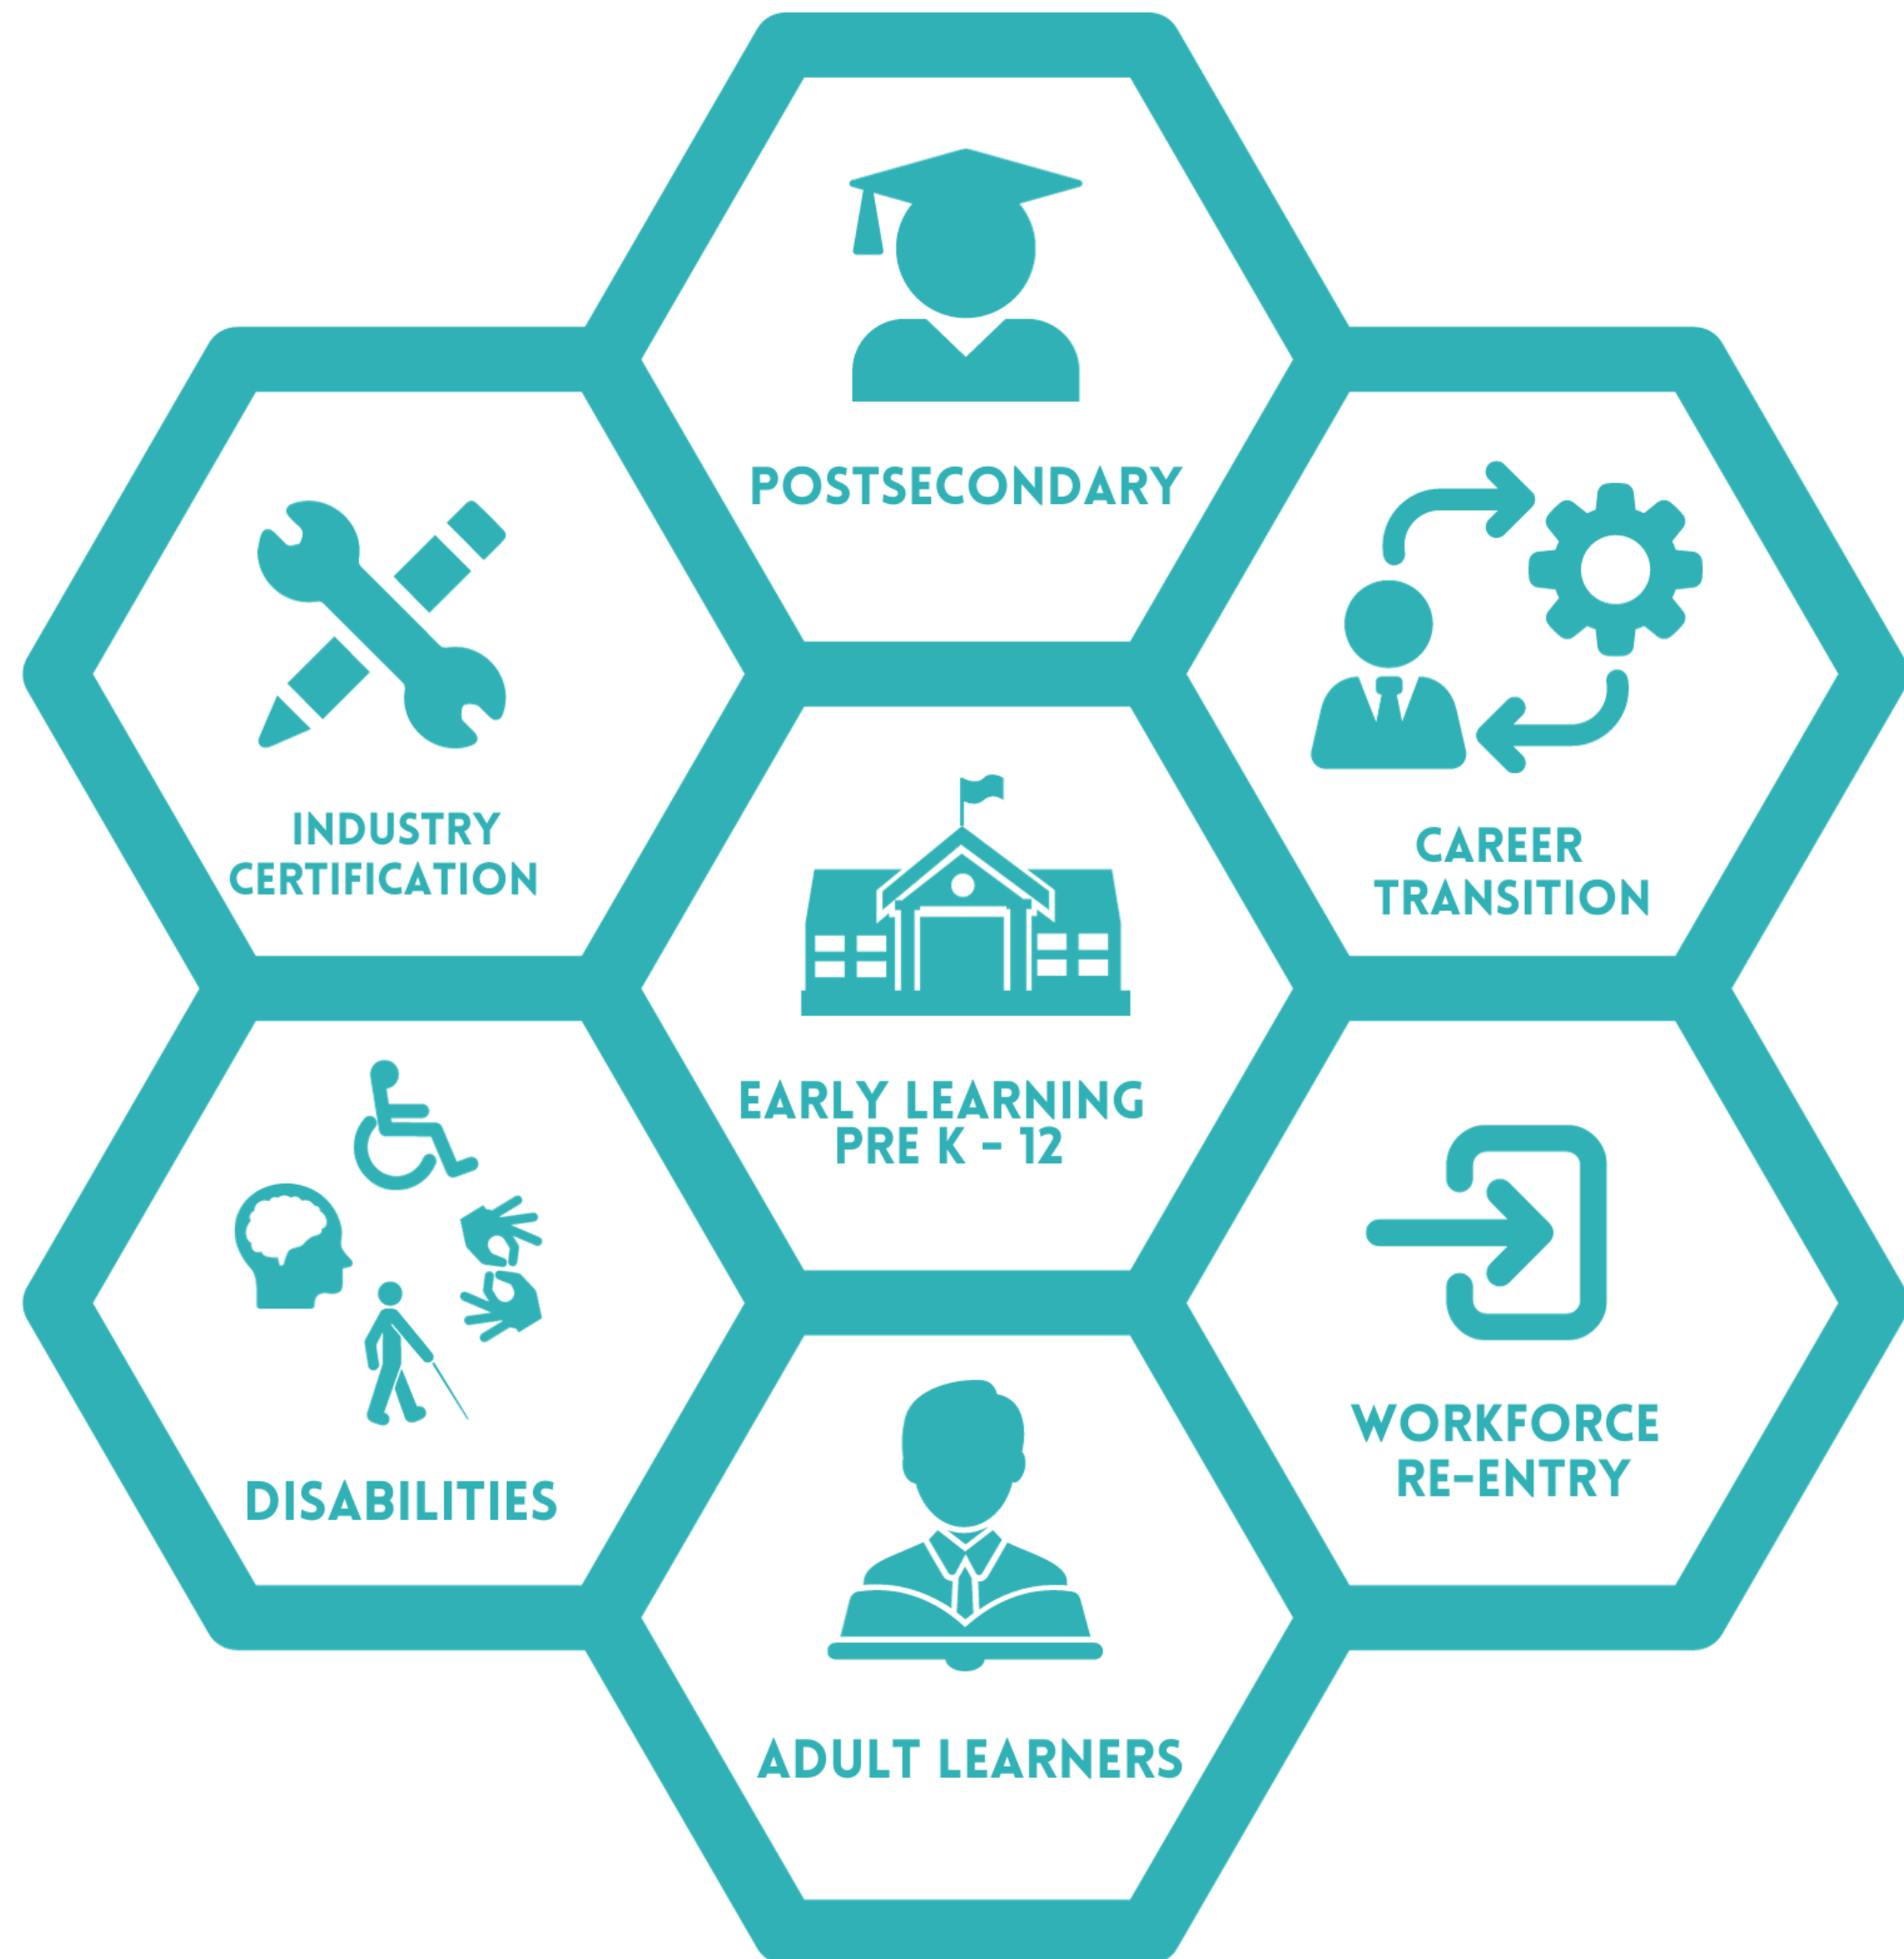 POSTSECONDARY
INDUSTRY
CERTIFICATION
CAREER
TRANSITION
EARLY LEARNING
PRE K - 12
DISABILITIES
WORKFORCE
RE-ENTRY
ADULT LEARNERS